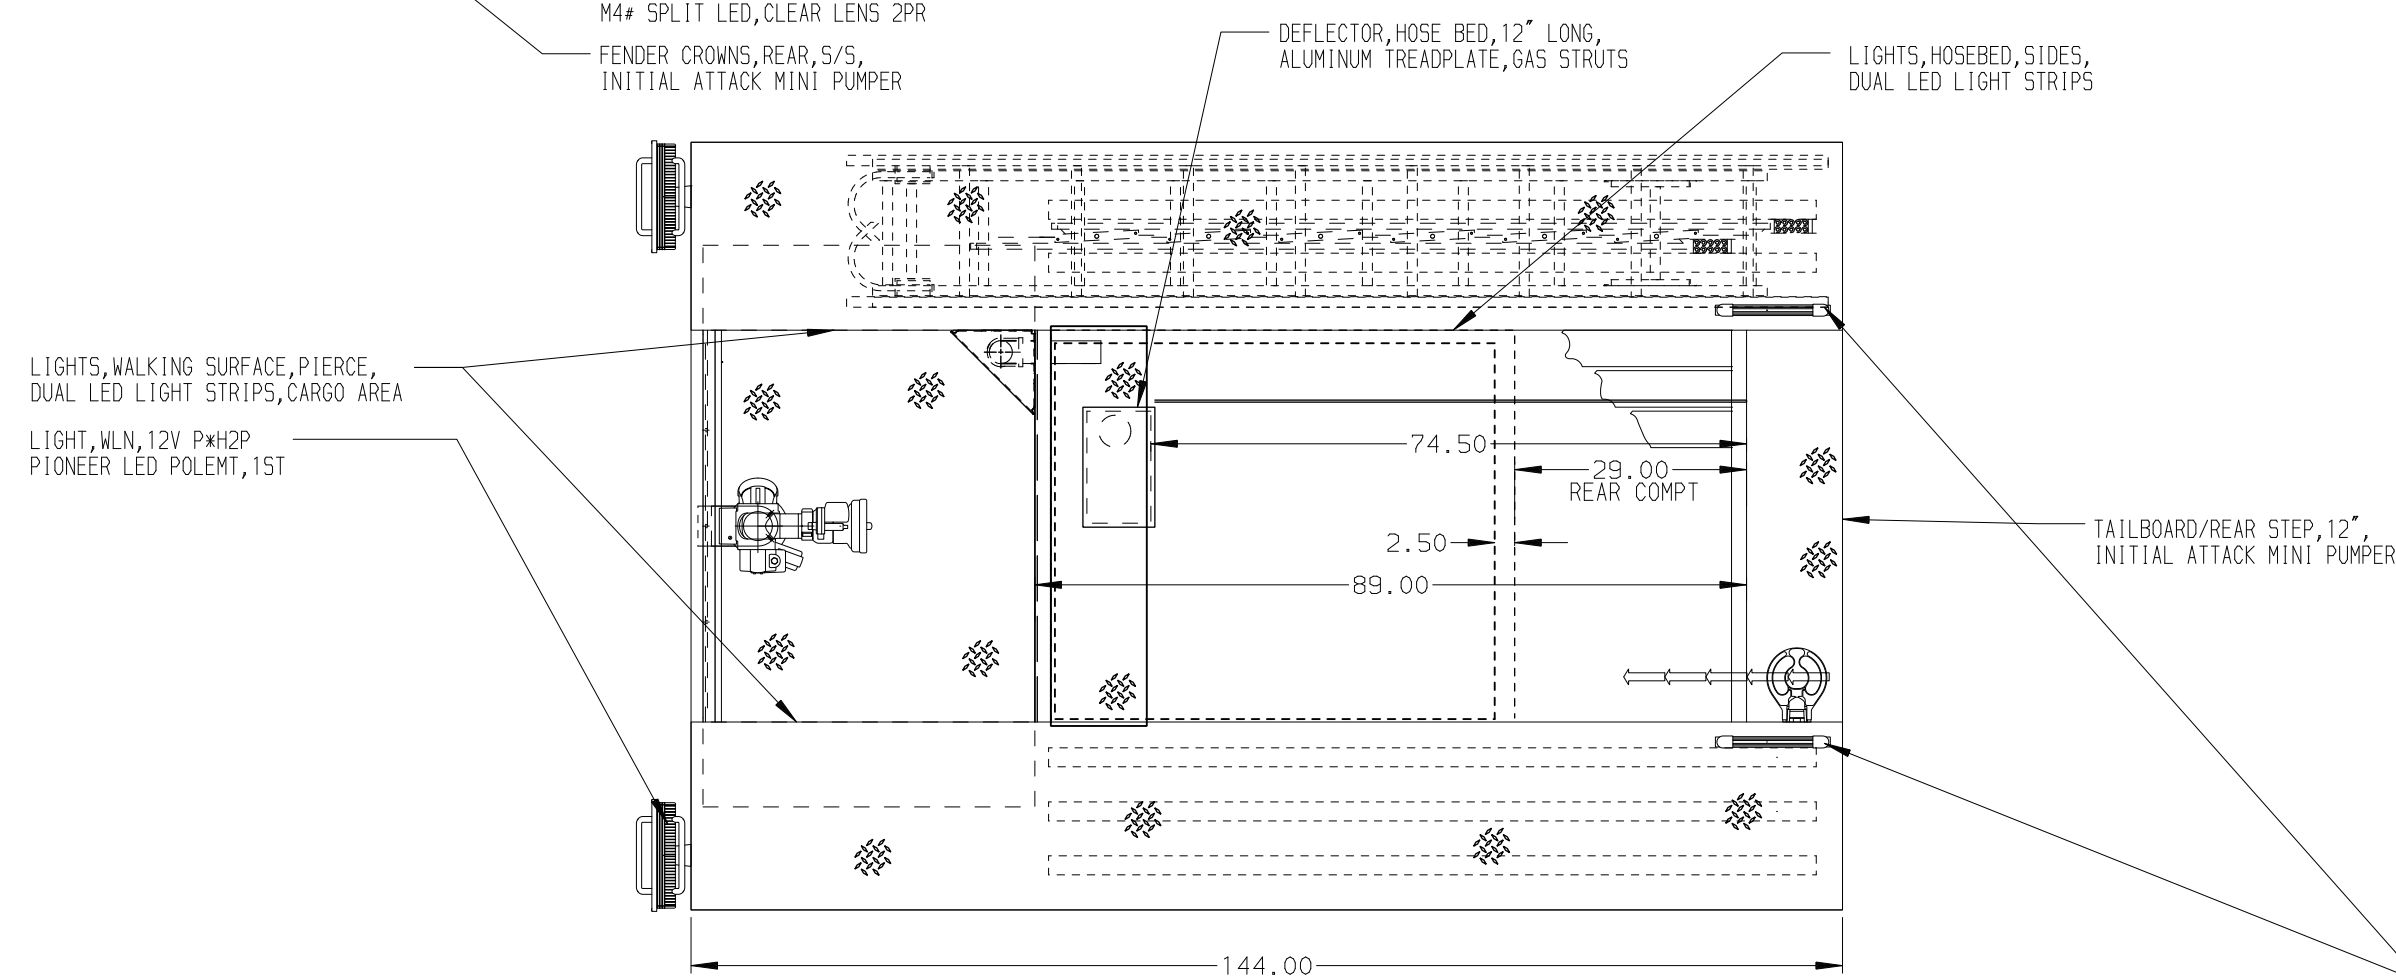 M4# SPLIT LED,CLEAR LENS 2PR
FENDER CROWNS,REAR,S/S,
INITIAL ATTACK MINI PUMPER
DEFLECTOR,HOSE BED,12" LONG,
ALUMINUM TREADPLATE,GAS STRUTS
LIGHTS,HOSEBED,SIDES,
DUAL LED LIGHT STRIPS
LIGHTS,WALKING SURFACE,PIERCE,
DUAL LED LIGHT STRIPS,CARGO AREA
LIGHT,WLN,12V P*H2P
PIONEER LED POLEMT,1ST
74.50
29.00
REAR COMPT
2.50
89.00
TAILBOARD/REAR STEP,12",
INITIAL ATTACK MINI PUMPER
144.00